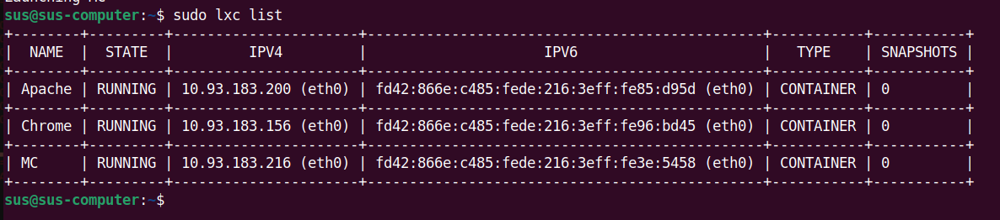 Launching MC
sus@sus-computer:~$ sudo lxc list
+--------+---------+---------------------+-----------------------------------------------+-----------+-----------+
|  NAME  |  STATE  |         IPV4         |                     IPV6                      |   TYPE    | SNAPSHOTS |
+--------+---------+---------------------+-----------------------------------------------+-----------+-----------+
| Apache | RUNNING | 10.93.183.200 (eth0) | fd42:866e:c485:fede:216:3eff:fe85:d95d (eth0) | CONTAINER | 0         |
+--------+---------+---------------------+-----------------------------------------------+-----------+-----------+
| Chrome | RUNNING | 10.93.183.156 (eth0) | fd42:866e:c485:fede:216:3eff:fe96:bd45 (eth0) | CONTAINER | 0         |
+--------+---------+---------------------+-----------------------------------------------+-----------+-----------+
| MC     | RUNNING | 10.93.183.216 (eth0) | fd42:866e:c485:fede:216:3eff:fe3e:5458 (eth0) | CONTAINER | 0         |
+--------+---------+---------------------+-----------------------------------------------+-----------+-----------+
sus@sus-computer:~$